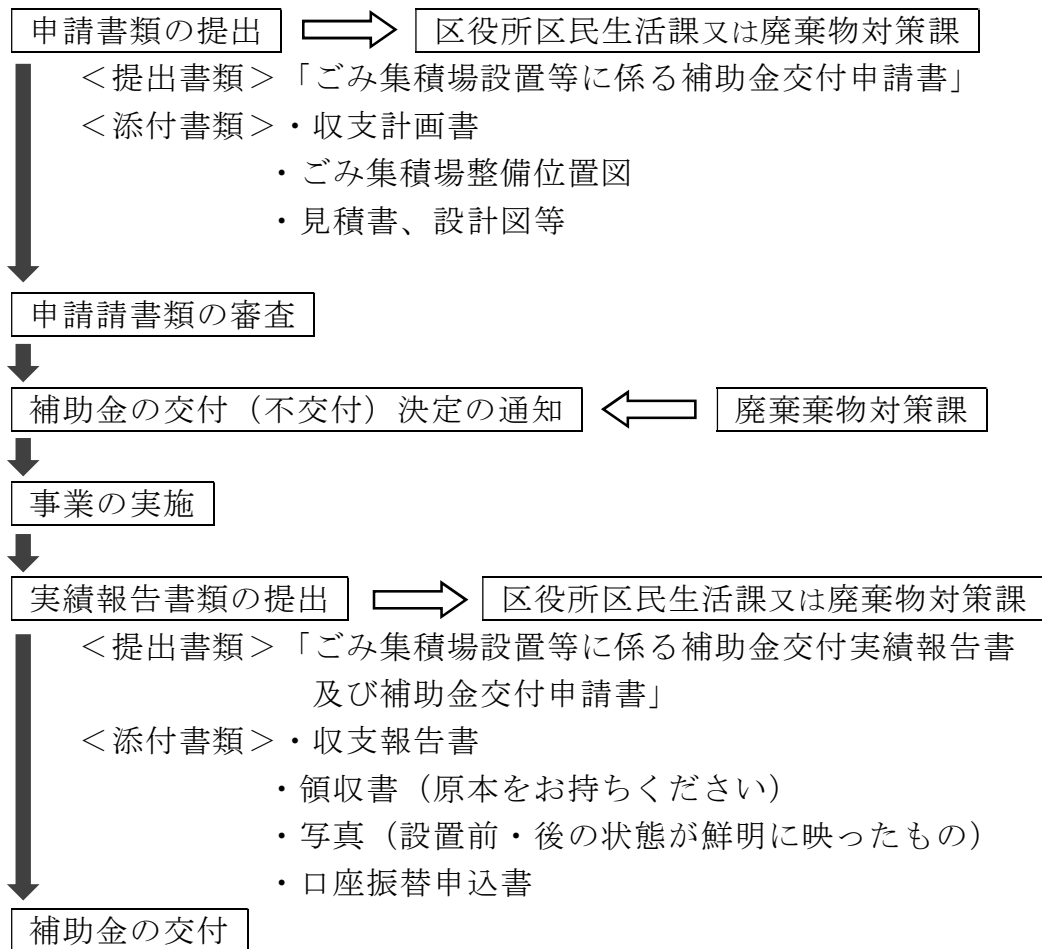 申請書類の提出 区役所区民生活課又は廃棄物対策課
＜提出書類＞「ごみ集積場設置等に係る補助金交付申請書」
＜添付書類＞・収支計画書
・ごみ集積場整備位置図
・見積書、設計図等
申請請書類の審査
補助金の交付（不交付）決定の通知 廃棄棄物対策課
事業の実施
実績報告書類の提出 区役所区民生活課又は廃棄物対策課
＜提出書類＞「ごみ集積場設置等に係る補助金交付実績報告書
及び補助金交付申請書」
＜添付書類＞・収支報告書
・領収書（原本をお持ちください）
・写真（設置前・後の状態が鮮明に映ったもの）
・口座振替申込書
補助金の交付